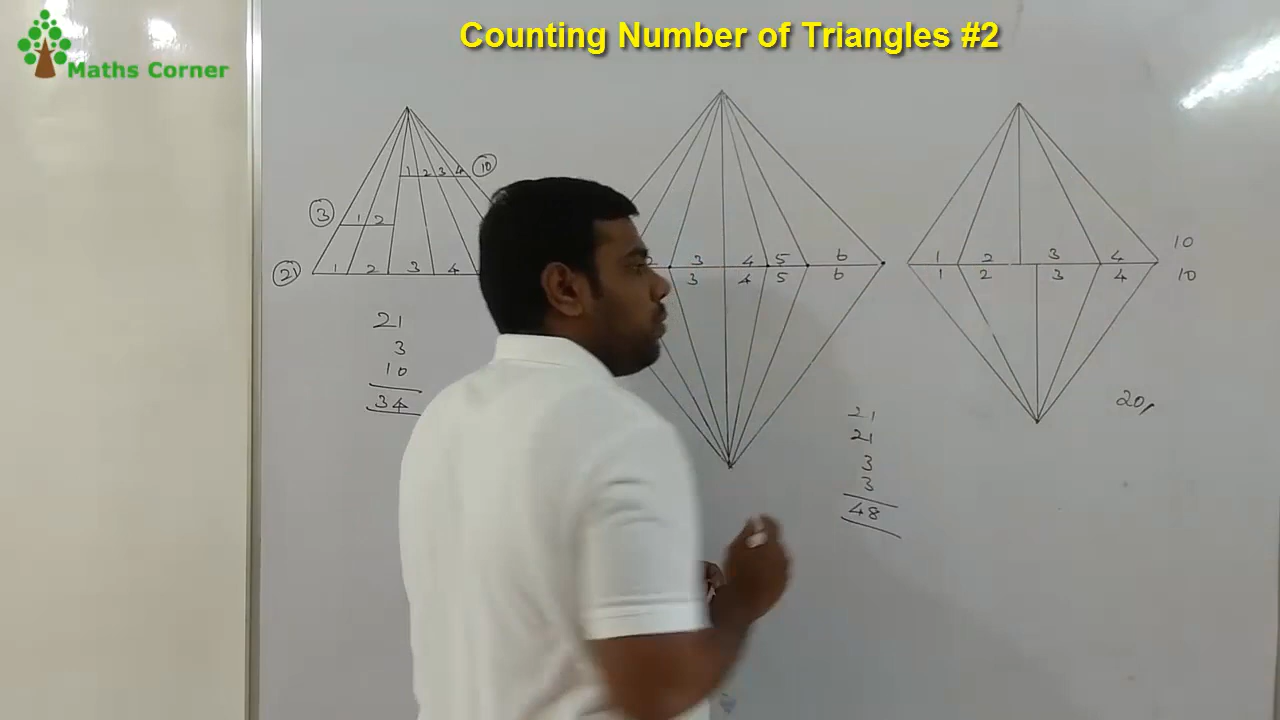 Counting Number of Triangles #2
Maths Corner
1 2 3 4 10
3 1 2
21 1 2 3 4
21
3
10
34
2 3 4 5 6
3 4 5 6
21
21
3
3
48
1 2 3 4 10
1 2 3 4 10
20,